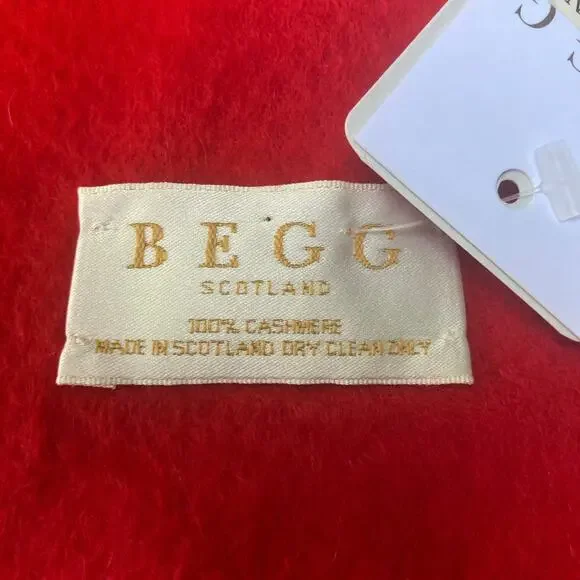 BEGG
SCOTLAND
100% CASHMERE
MADE IN SCOTLAND DRY CLEAN ONLY